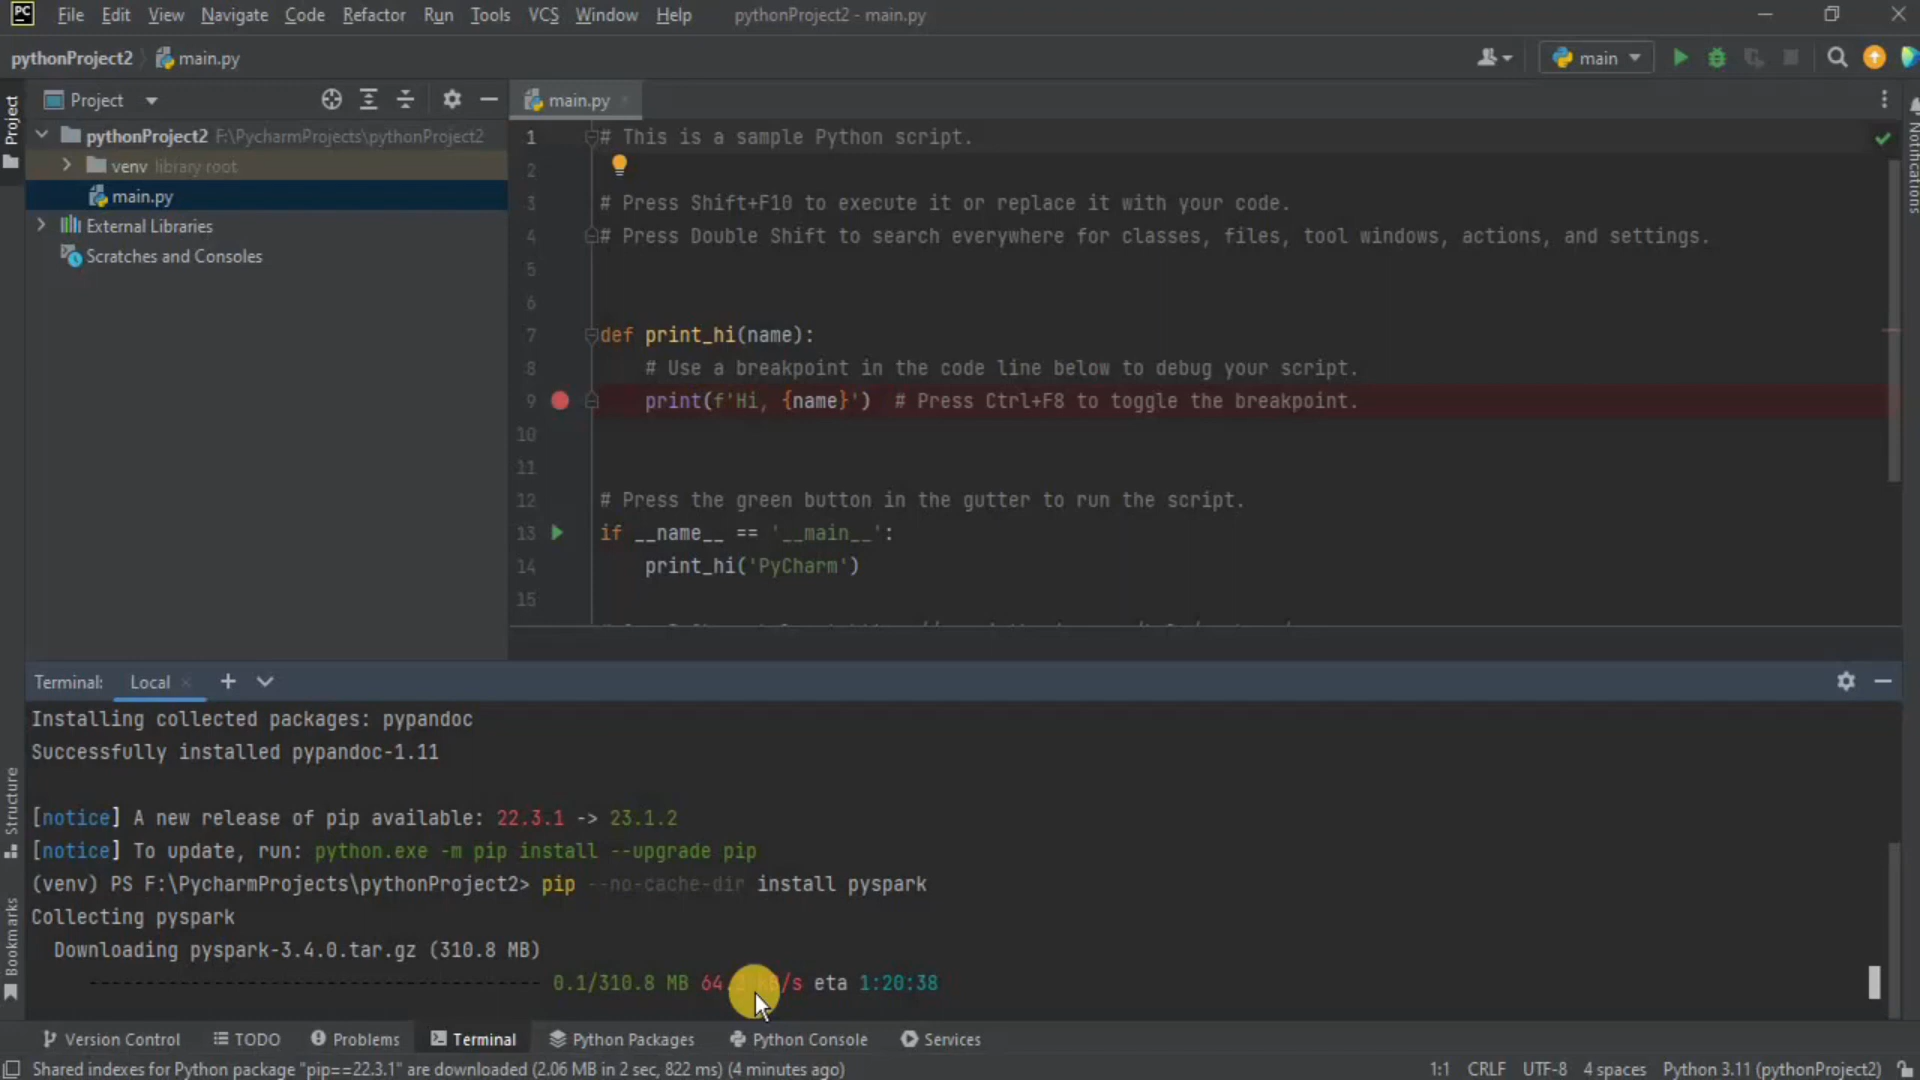 PC File Edit View Navigate Code Refactor Run Tools VCS Window Help pythonProject2 - main.py
pythonProject2 main.py main
Project Project main.py
pythonProject2 F:\PycharmProjects\pythonProject2
venv library root
main.py
External Libraries
Scratches and Consoles
1 # This is a sample Python script.
2
3 # Press Shift+F10 to execute it or replace it with your code.
4 # Press Double Shift to search everywhere for classes, files, tool windows, actions, and settings.
5
6
7 def print_hi(name):
8 # Use a breakpoint in the code line below to debug your script.
9 print(f'Hi, {name}') # Press Ctrl+F8 to toggle the breakpoint.
10
11
12 # Press the green button in the gutter to run the script.
13 if __name__ == '__main__':
14 print_hi('PyCharm')
15
Notifications
Terminal: Local
Installing collected packages: pypandoc
Successfully installed pypandoc-1.11
[notice] A new release of pip available: 22.3.1 -> 23.1.2
[notice] To update, run: python.exe -m pip install --upgrade pip
(venv) PS F:\PycharmProjects\pythonProject2> pip --no-cache-dir install pyspark
Collecting pyspark
Downloading pyspark-3.4.0.tar.gz (310.8 MB)
0.1/310.8 MB eta 1:20:38
Structure
Bookmarks
Version Control TODO Problems Terminal Python Packages Python Console Services
Shared indexes for Python package "pip==22.3.1" are downloaded (2.06 MB in 2 sec, 822 ms) (4 minutes ago) 1:1 CRLF UTF-8 4 spaces Python 3.11 (pythonProject2)